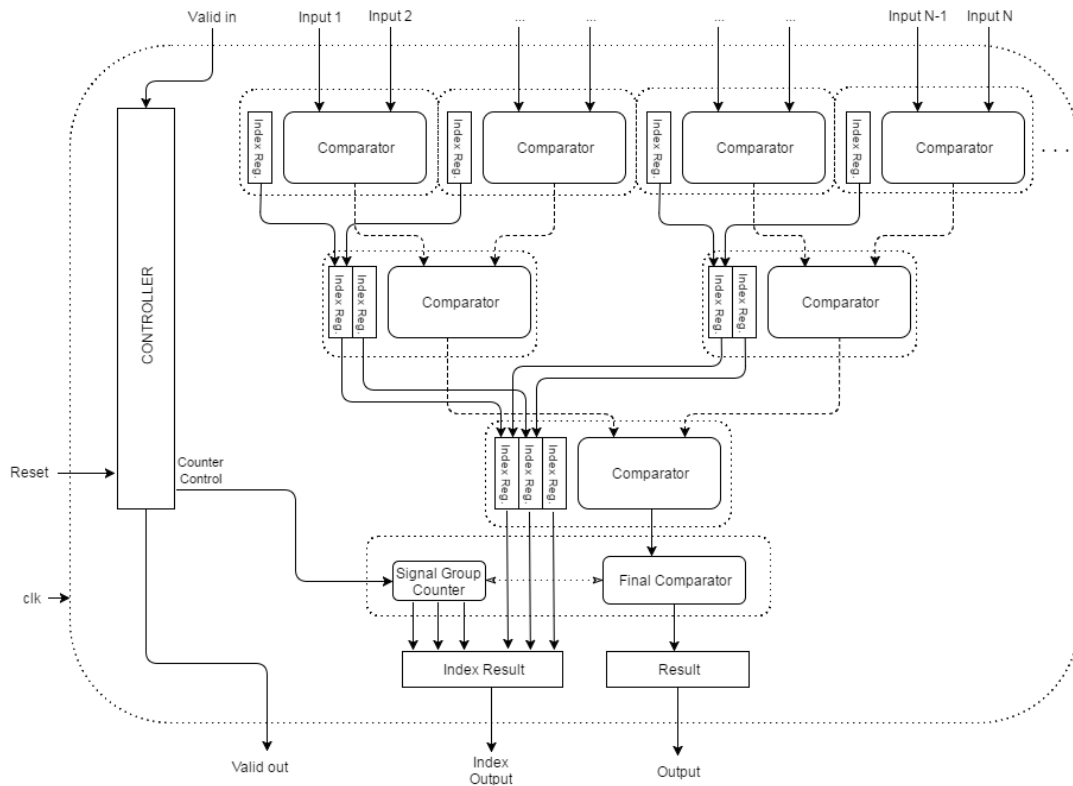 Valid in
Input 1
Input 2
...
...
...
...
Input N-1
Input N
Index Reg.
Comparator
Index Reg.
Comparator
Index Reg.
Comparator
Index Reg.
Comparator
. . .
CONTROLLER
Index Reg.
Index Reg.
Comparator
Index Reg.
Index Reg.
Comparator
Reset
Counter
Control
Index Reg.
Index Reg.
Index Reg.
Comparator
clk
Signal Group
Counter
Final Comparator
Index Result
Result
Valid out
Index
Output
Output